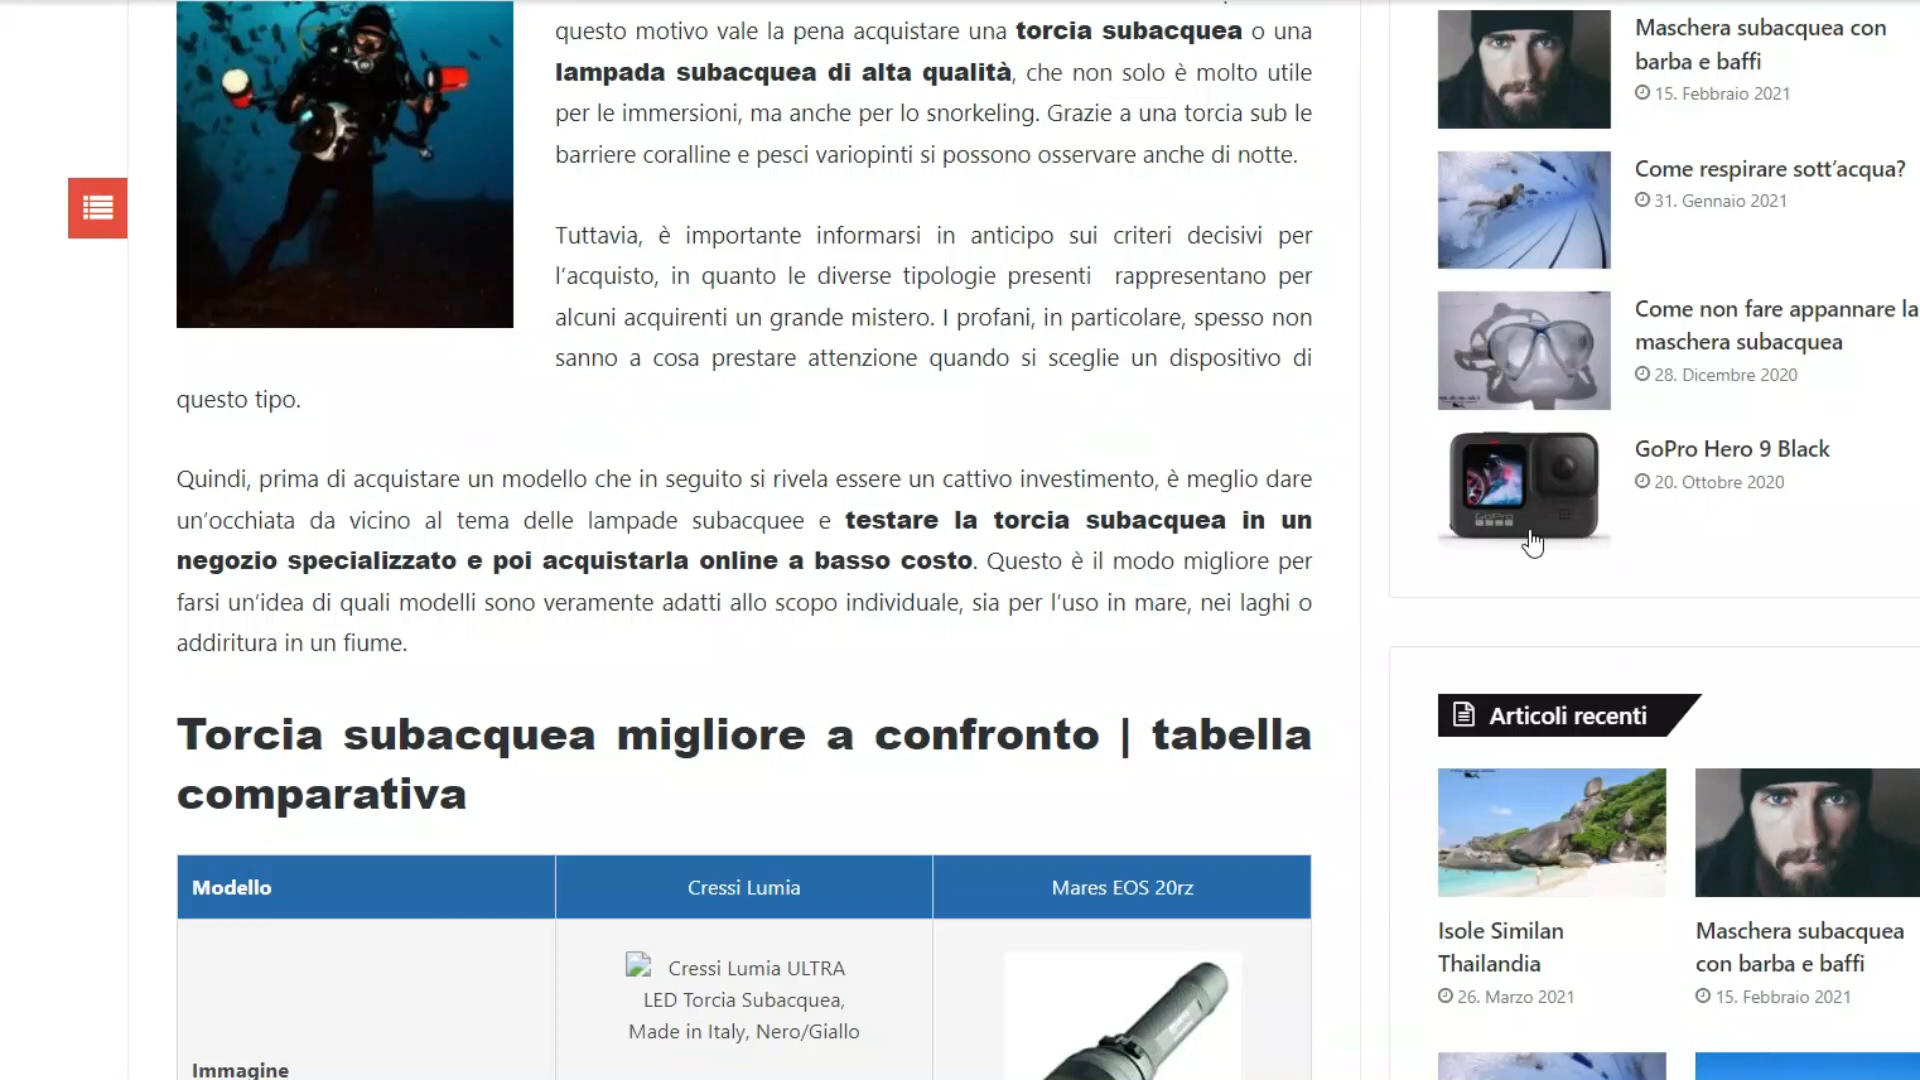 questo motivo vale la pena acquistare una torcia subacquea o una
lampada subacquea di alta qualità, che non solo è molto utile
per le immersioni, ma anche per lo snorkeling. Grazie a una torcia sub le
barriere coralline e pesci variopinti si possono osservare anche di notte.
Tuttavia, è importante informarsi in anticipo sui criteri decisivi per
l’acquisto, in quanto le diverse tipologie presenti rappresentano per
alcuni acquirenti un grande mistero. I profani, in particolare, spesso non
sanno a cosa prestare attenzione quando si sceglie un dispositivo di
questo tipo.
Quindi, prima di acquistare un modello che in seguito si rivela essere un cattivo investimento, è meglio dare
un’occhiata da vicino al tema delle lampade subacquee e testare la torcia subacquea in un
negozio specializzato e poi acquistarla online a basso costo. Questo è il modo migliore per
farsi un’idea di quali modelli sono veramente adatti allo scopo individuale, sia per l’uso in mare, nei laghi o
addiritura in un fiume.
Torcia subacquea migliore a confronto | tabella
comparativa
Modello
Cressi Lumia
Mares EOS 20rz
Immagine
Cressi Lumia ULTRA
LED Torcia Subacquea,
Made in Italy, Nero/Giallo
Maschera subacquea con
barba e baffi
15. Febbraio 2021
Come respirare sott’acqua?
31. Gennaio 2021
Come non fare appannare la
maschera subacquea
28. Dicembre 2020
GoPro
GoPro Hero 9 Black
20. Ottobre 2020
Articoli recenti
Isole Similan
Thailandia
26. Marzo 2021
Maschera subacquea
con barba e baffi
15. Febbraio 2021